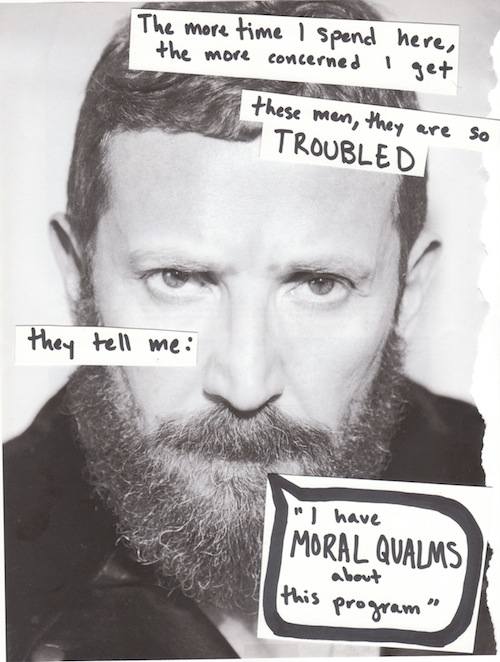 The more time I spend here,
the more concerned I get
these men, they are so
TROUBLED
they tell me:
"I have
MORAL QUALMS
about
this program"